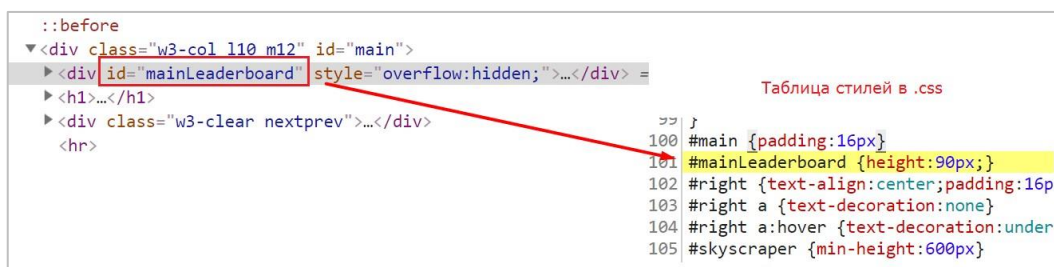 ::before
▼<div class="w3-col l10 m12" id="main">
▶<div id="mainLeaderboard" style="overflow:hidden;">…</div> =
▶<h1>…</h1>
▶<div class="w3-clear nextprev">…</div>
<hr>
Таблица стилей в .css
99 }
100 #main {padding:16px}
101 #mainLeaderboard {height:90px;}
102 #right {text-align:center;padding:16p
103 #right a {text-decoration:none}
104 #right a:hover {text-decoration:under
105 #skyscraper {min-height:600px}